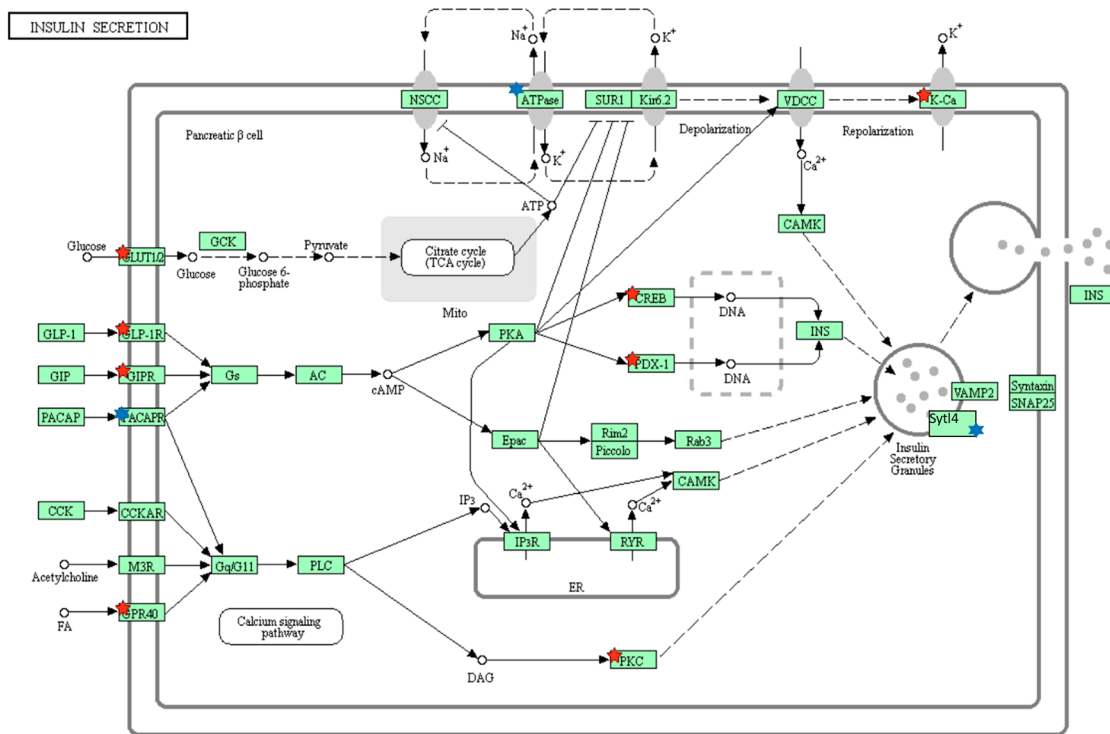 INSULIN SECRETION
Na+
K+
K+
K+
NSCC
ATPase
SUR1
Kir6.2
VDCC
K-Ca
Pancreatic β cell
Depolarization
Repolarization
Na+
K+
Ca2+
ATP
CAMK
Glucose
GLUT1/2
Glucose
GCK
Glucose 6-
phosphate
Pyruvate
Citrate cycle
(TCA cycle)
Mito
INS
GLP-1
GLP-1R
GIP
GIPR
PACAP
PACAPR
Gs
AC
cAMP
PKA
CREB
DNA
PDX-1
DNA
INS
Epac
Rim2
Piccolo
Rab3
CAMK
VAMP2
Syntaxin
SNAP25
Sytl4
Insulin
Secretory
Granules
CCK
CCKAR
M3R
Acetylcholine
GPR40
FA
Gq/G11
PLC
IP3
Ca2+
Ca2+
IP3R
RYR
ER
Calcium signaling
pathway
DAG
PKC